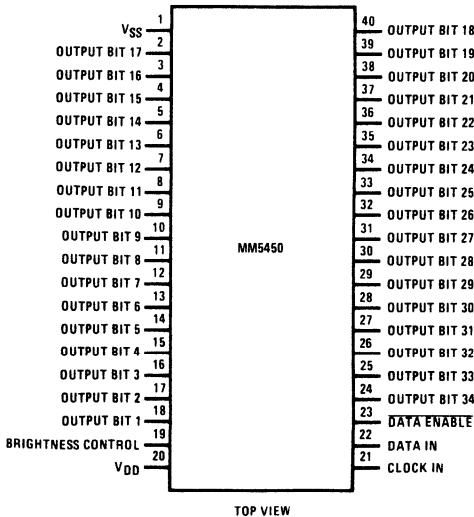 1 40
VSS OUTPUT BIT 18
2 39
OUTPUT BIT 17 OUTPUT BIT 19
3 38
OUTPUT BIT 16 OUTPUT BIT 20
4 37
OUTPUT BIT 15 OUTPUT BIT 21
5 36
OUTPUT BIT 14 OUTPUT BIT 22
6 35
OUTPUT BIT 13 OUTPUT BIT 23
7 34
OUTPUT BIT 12 OUTPUT BIT 24
8 33
OUTPUT BIT 11 OUTPUT BIT 25
9 32
OUTPUT BIT 10 OUTPUT BIT 26
10 31
OUTPUT BIT 9 OUTPUT BIT 27
MM5450
11 30
OUTPUT BIT 8 OUTPUT BIT 28
12 29
OUTPUT BIT 7 OUTPUT BIT 29
13 28
OUTPUT BIT 6 OUTPUT BIT 30
14 27
OUTPUT BIT 5 OUTPUT BIT 31
15 26
OUTPUT BIT 4 OUTPUT BIT 32
16 25
OUTPUT BIT 3 OUTPUT BIT 33
17 24
OUTPUT BIT 2 OUTPUT BIT 34
18 23
OUTPUT BIT 1 DATA ENABLE
19 22
BRIGHTNESS CONTROL DATA IN
20 21
VDD CLOCK IN
TOP VIEW